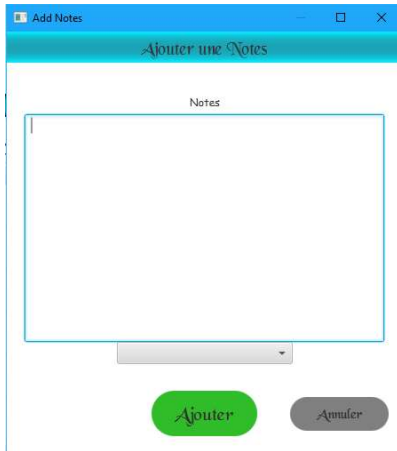 Add Notes
Ajouter une Notes
Notes
Ajouter
Annuler